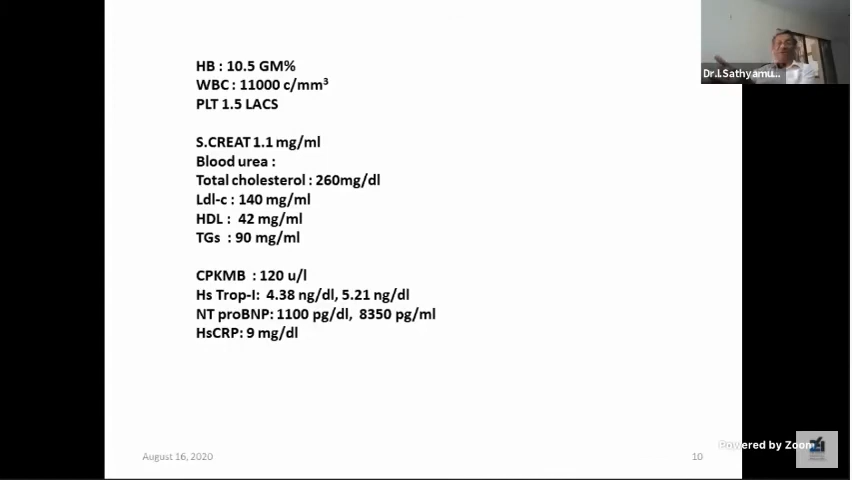 HB : 10.5 GM%
WBC : 11000 c/mm³
PLT 1.5 LACS
S.CREAT 1.1 mg/ml
Blood urea :
Total cholesterol : 260mg/dl
Ldl-c : 140 mg/ml
HDL :  42 mg/ml
TGs  : 90 mg/ml
CPKMB  : 120 u/l
Hs Trop-I:  4.38 ng/dl, 5.21 ng/dl
NT proBNP: 1100 pg/dl,  8350 pg/ml
HsCRP: 9 mg/dl
Dr.I.Sathyamu...
August 16, 2020
10
Powered by Zoom